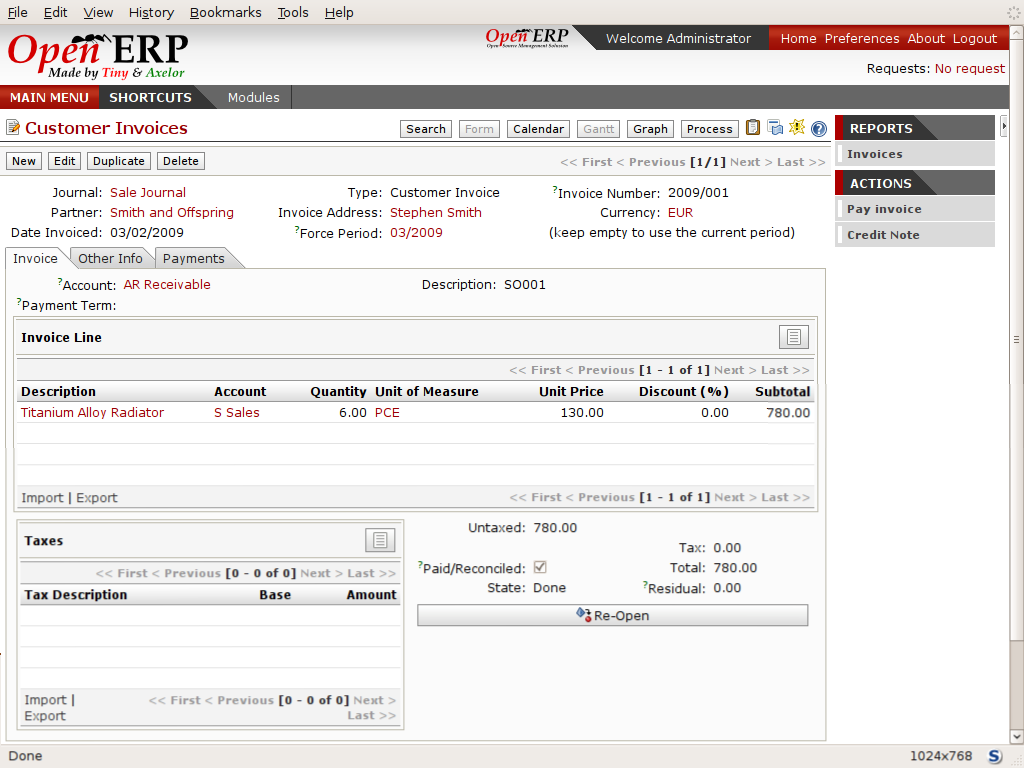 File Edit View History Bookmarks Tools Help
Open ERP
Made by Tiny & Axelor
Open ERP
Open Source Management Solution
Welcome Administrator
Home Preferences About Logout
Requests: No request
MAIN MENU SHORTCUTS Modules
Customer Invoices
Search Form Calendar Gantt Graph Process
New Edit Duplicate Delete
<< First < Previous [1/1] Next > Last >>
Journal: Sale Journal Type: Customer Invoice ?Invoice Number: 2009/001
Partner: Smith and Offspring Invoice Address: Stephen Smith Currency: EUR
Date Invoiced: 03/02/2009 ?Force Period: 03/2009 (keep empty to use the current period)
Invoice Other Info Payments
?Account: AR Receivable Description: SO001
?Payment Term:
Invoice Line
<< First < Previous [1 - 1 of 1] Next > Last >>
Description Account Quantity Unit of Measure Unit Price Discount (%) Subtotal
Titanium Alloy Radiator S Sales 6.00 PCE 130.00 0.00 780.00
Import | Export << First < Previous [1 - 1 of 1] Next > Last >>
Taxes
<< First < Previous [0 - 0 of 0] Next > Last >>
Tax Description Base Amount
Import |
Export
<< First < Previous [0 - 0 of 0] Next >
Last >>
Untaxed: 780.00
Tax: 0.00
?Paid/Reconciled: Total: 780.00
State: Done ?Residual: 0.00
Re-Open
REPORTS
Invoices
ACTIONS
Pay invoice
Credit Note
Done 1024x768 S